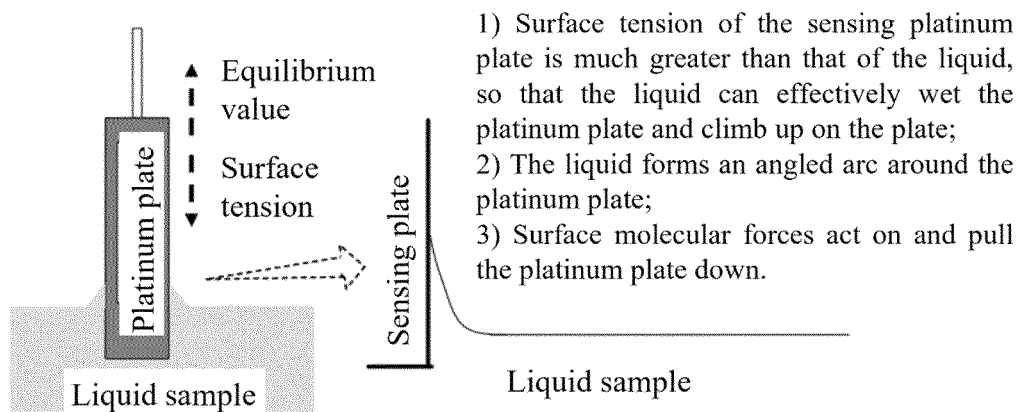 1) Surface tension of the sensing platinum
plate is much greater than that of the liquid,
so that the liquid can effectively wet the
platinum plate and climb up on the plate;
2) The liquid forms an angled arc around the
platinum plate;
3) Surface molecular forces act on and pull
the platinum plate down.
Equilibrium
value
Surface
tension
Platinum plate
Sensing plate
Liquid sample
Liquid sample